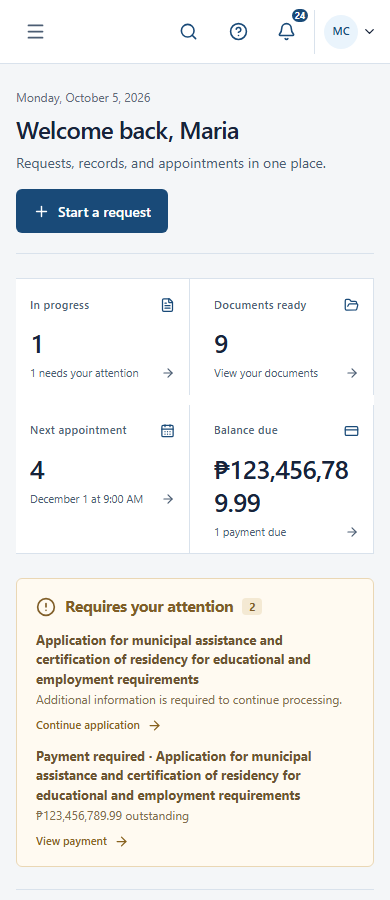 24
MC
Monday, October 5, 2026
Welcome back, Maria
Requests, records, and appointments in one place.
Start a request
In progress
1
1 needs your attention
Documents ready
9
View your documents
Next appointment
4
December 1 at 9:00 AM
Balance due
₱123,456,78
9.99
1 payment due
Requires your attention 2
Application for municipal assistance and
certification of residency for educational and
employment requirements
Additional information is required to continue processing.
Continue application
Payment required · Application for municipal
assistance and certification of residency for
educational and employment requirements
₱123,456,789.99 outstanding
View payment